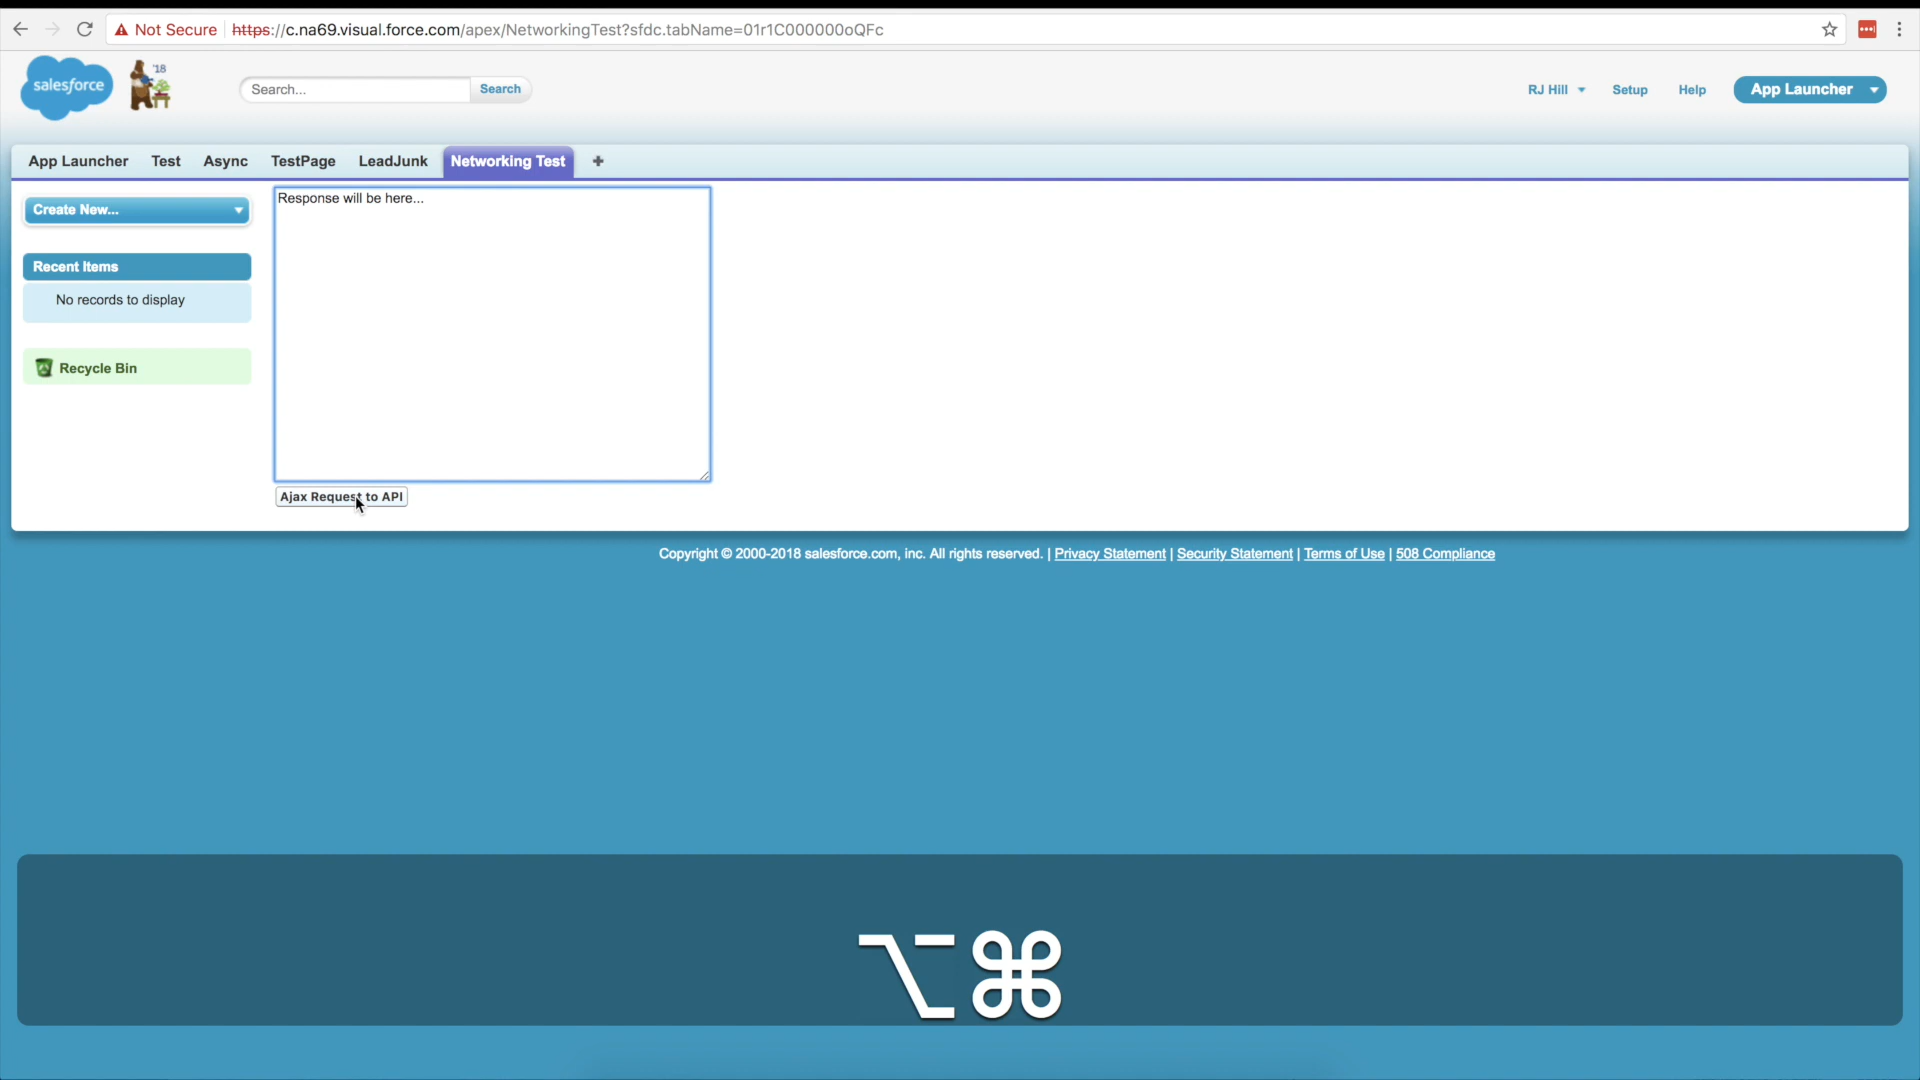 Not Secure https://c.na69.visual.force.com/apex/NetworkingTest?sfdc.tabName=01r1C000000oQFc
salesforce
'18
Search...
Search
RJ Hill
Setup
Help
App Launcher
App Launcher Test Async TestPage LeadJunk Networking Test +
Create New...
Response will be here...
Recent Items
No records to display
Recycle Bin
Ajax Request to API
Copyright © 2000-2018 salesforce.com, inc. All rights reserved. | Privacy Statement | Security Statement | Terms of Use | 508 Compliance
⌥⌘